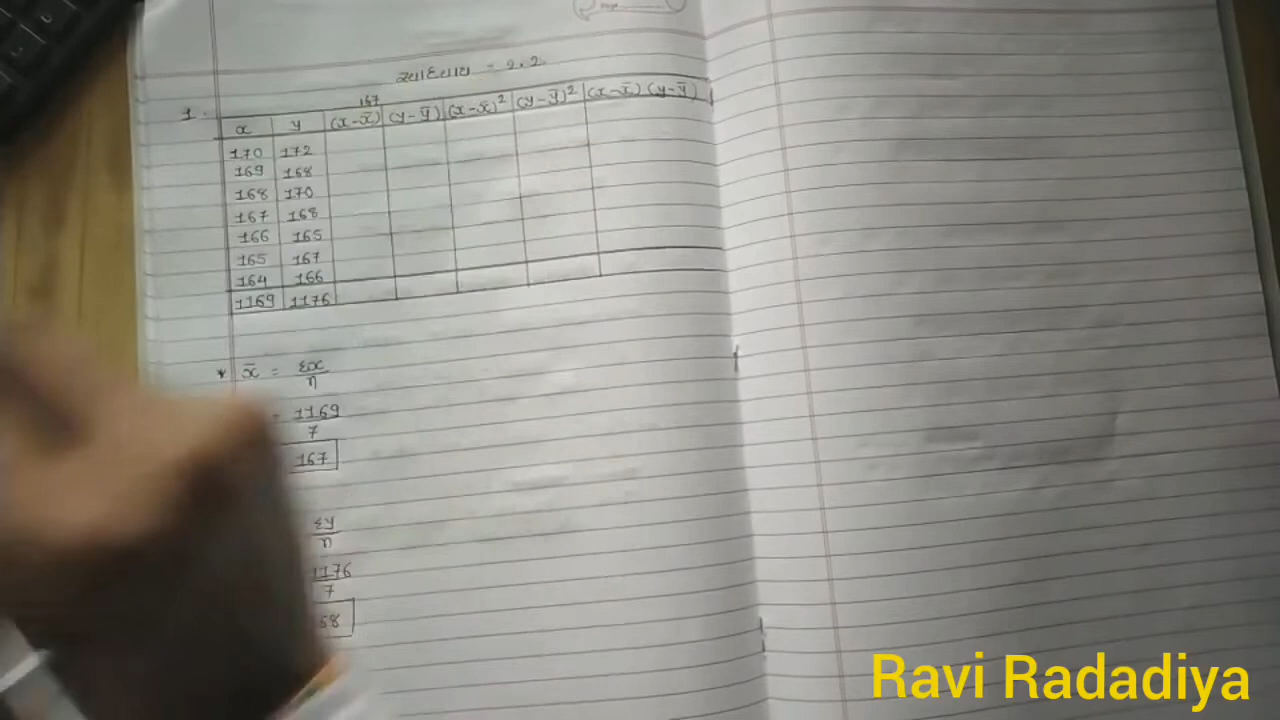 સ્વાધ્યાય = 2.2
167
1.
x y (x-x̄) (y-ȳ) (x-x̄)² (y-ȳ)² (x-x̄)(y-ȳ)
170 172
169 168
168 170
167 168
166 165
165 167
164 166
1169 1176
* x̄ = Σx/n
= 1169/7
167
Σy/n
1176/7
68
Ravi Radadiya